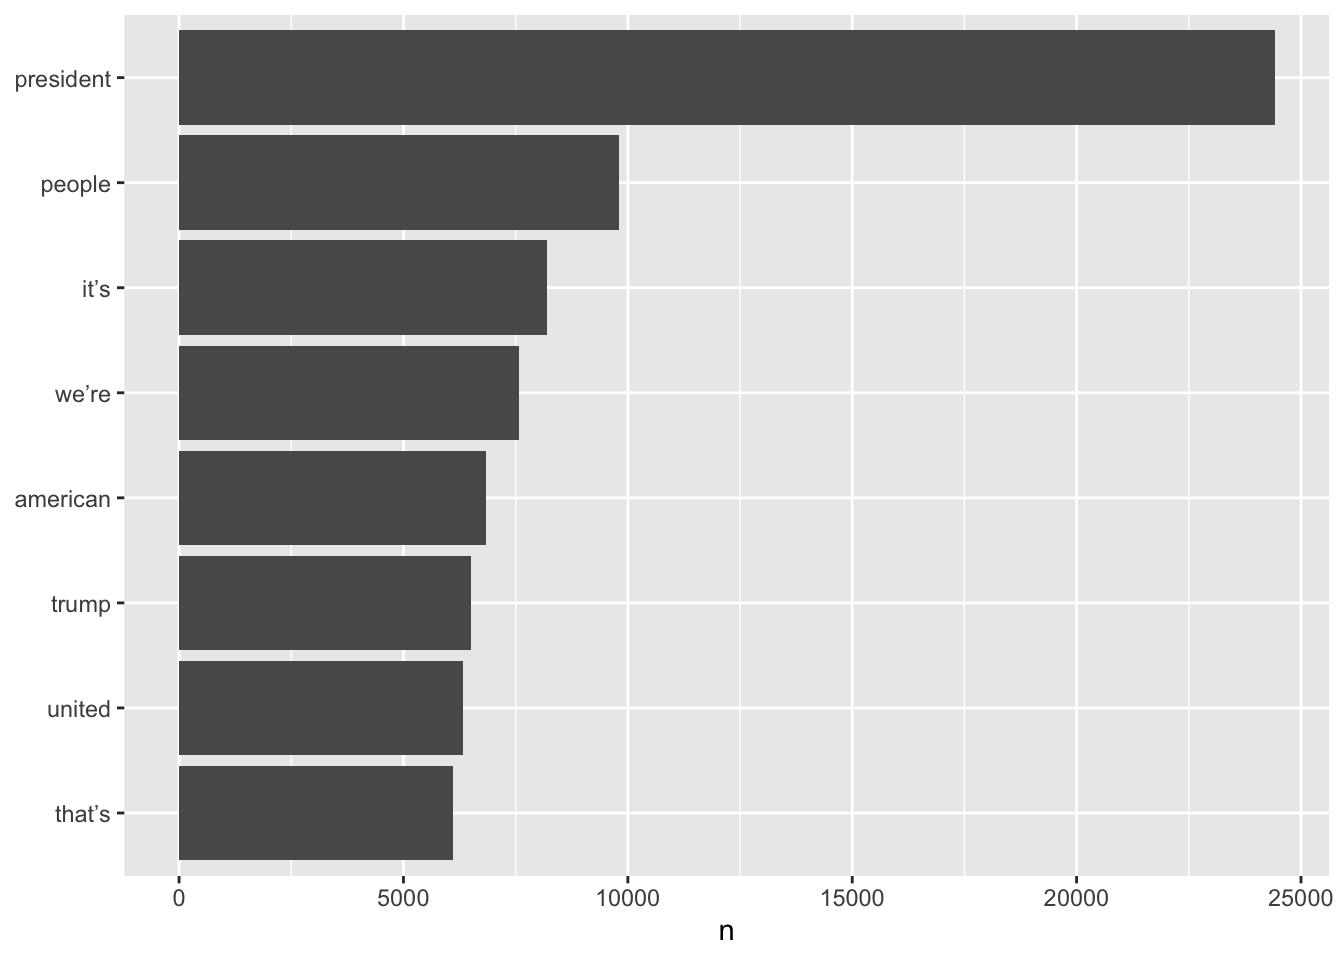 president
people
it’s
we’re
american
trump
united
that’s
0 5000 10000 15000 20000 25000
n